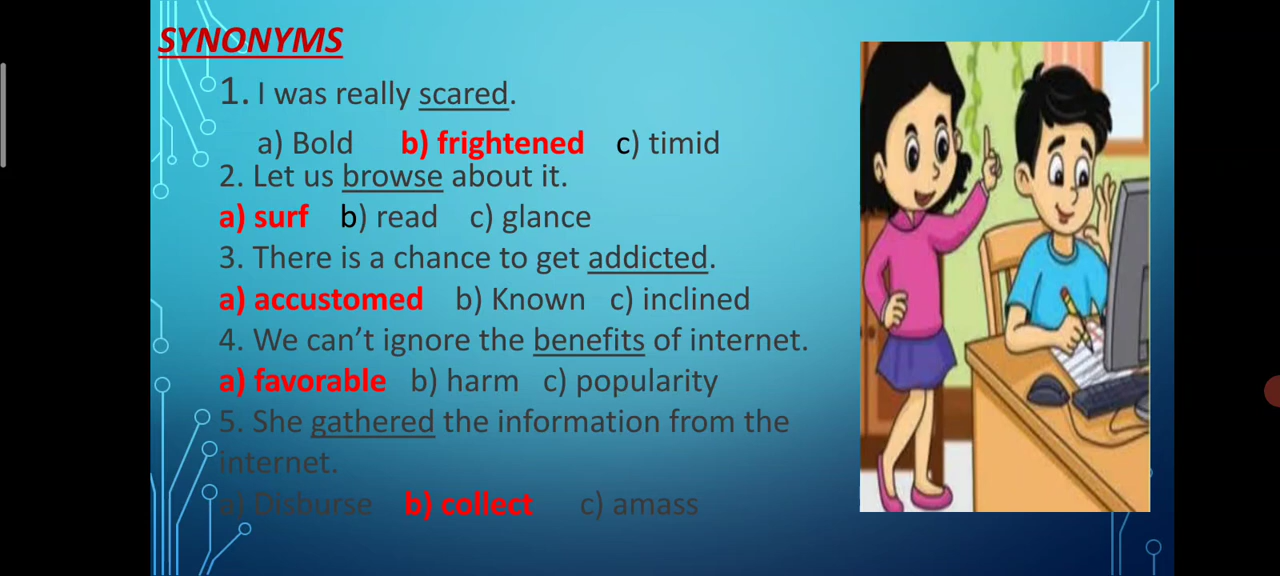 SYNONYMS
1. I was really scared.
a) Bold b) frightened c) timid
2. Let us browse about it.
a) surf b) read c) glance
3. There is a chance to get addicted.
a) accustomed b) Known c) inclined
4. We can't ignore the benefits of internet.
a) favorable b) harm c) popularity
5. She gathered the information from the
internet.
a) Disburse b) collect c) amass